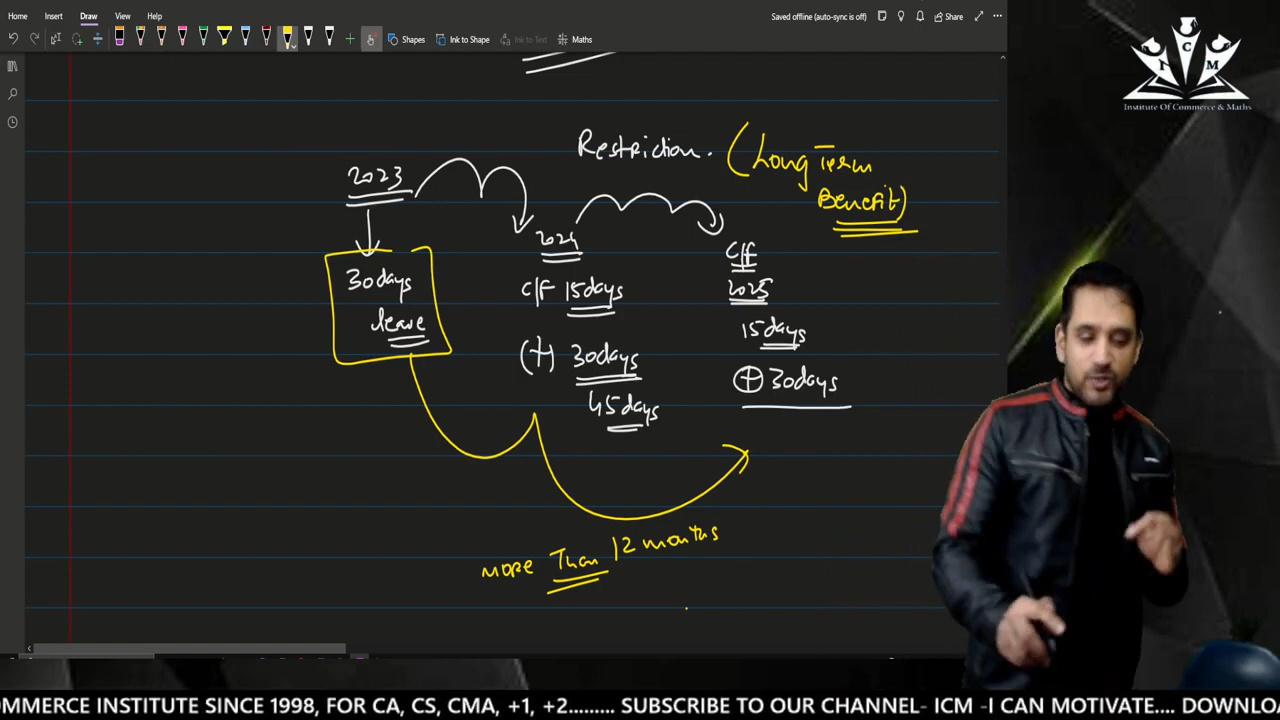 Home Insert Draw View Help
Saved offline (auto-sync is off)
Share
Shapes
Ink to Shape
Ink to Text
Maths
I C M
Institute Of Commerce & Maths
Restriction. (Long Term
Benefit)
2023
30days
leave
2024
C/F 15days
(+) 30days
45days
C/F
2025
15days
+ 30days
more Than 12 months
OMMERCE INSTITUTE SINCE 1998, FOR CA, CS, CMA, +1, +2......... SUBSCRIBE TO OUR CHANNEL- ICM -I CAN MOTIVATE.... DOWNLO